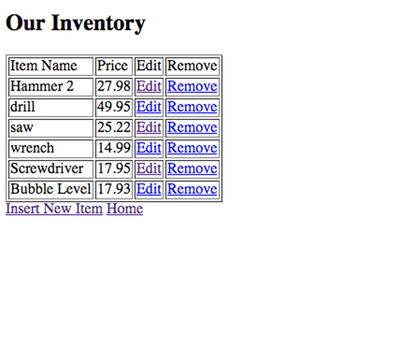 Our Inventory
Item Name Price Edit Remove
Hammer 2 27.98 Edit Remove
drill 49.95 Edit Remove
saw 25.22 Edit Remove
wrench 14.99 Edit Remove
Screwdriver 17.95 Edit Remove
Bubble Level 17.93 Edit Remove
Insert New Item Home